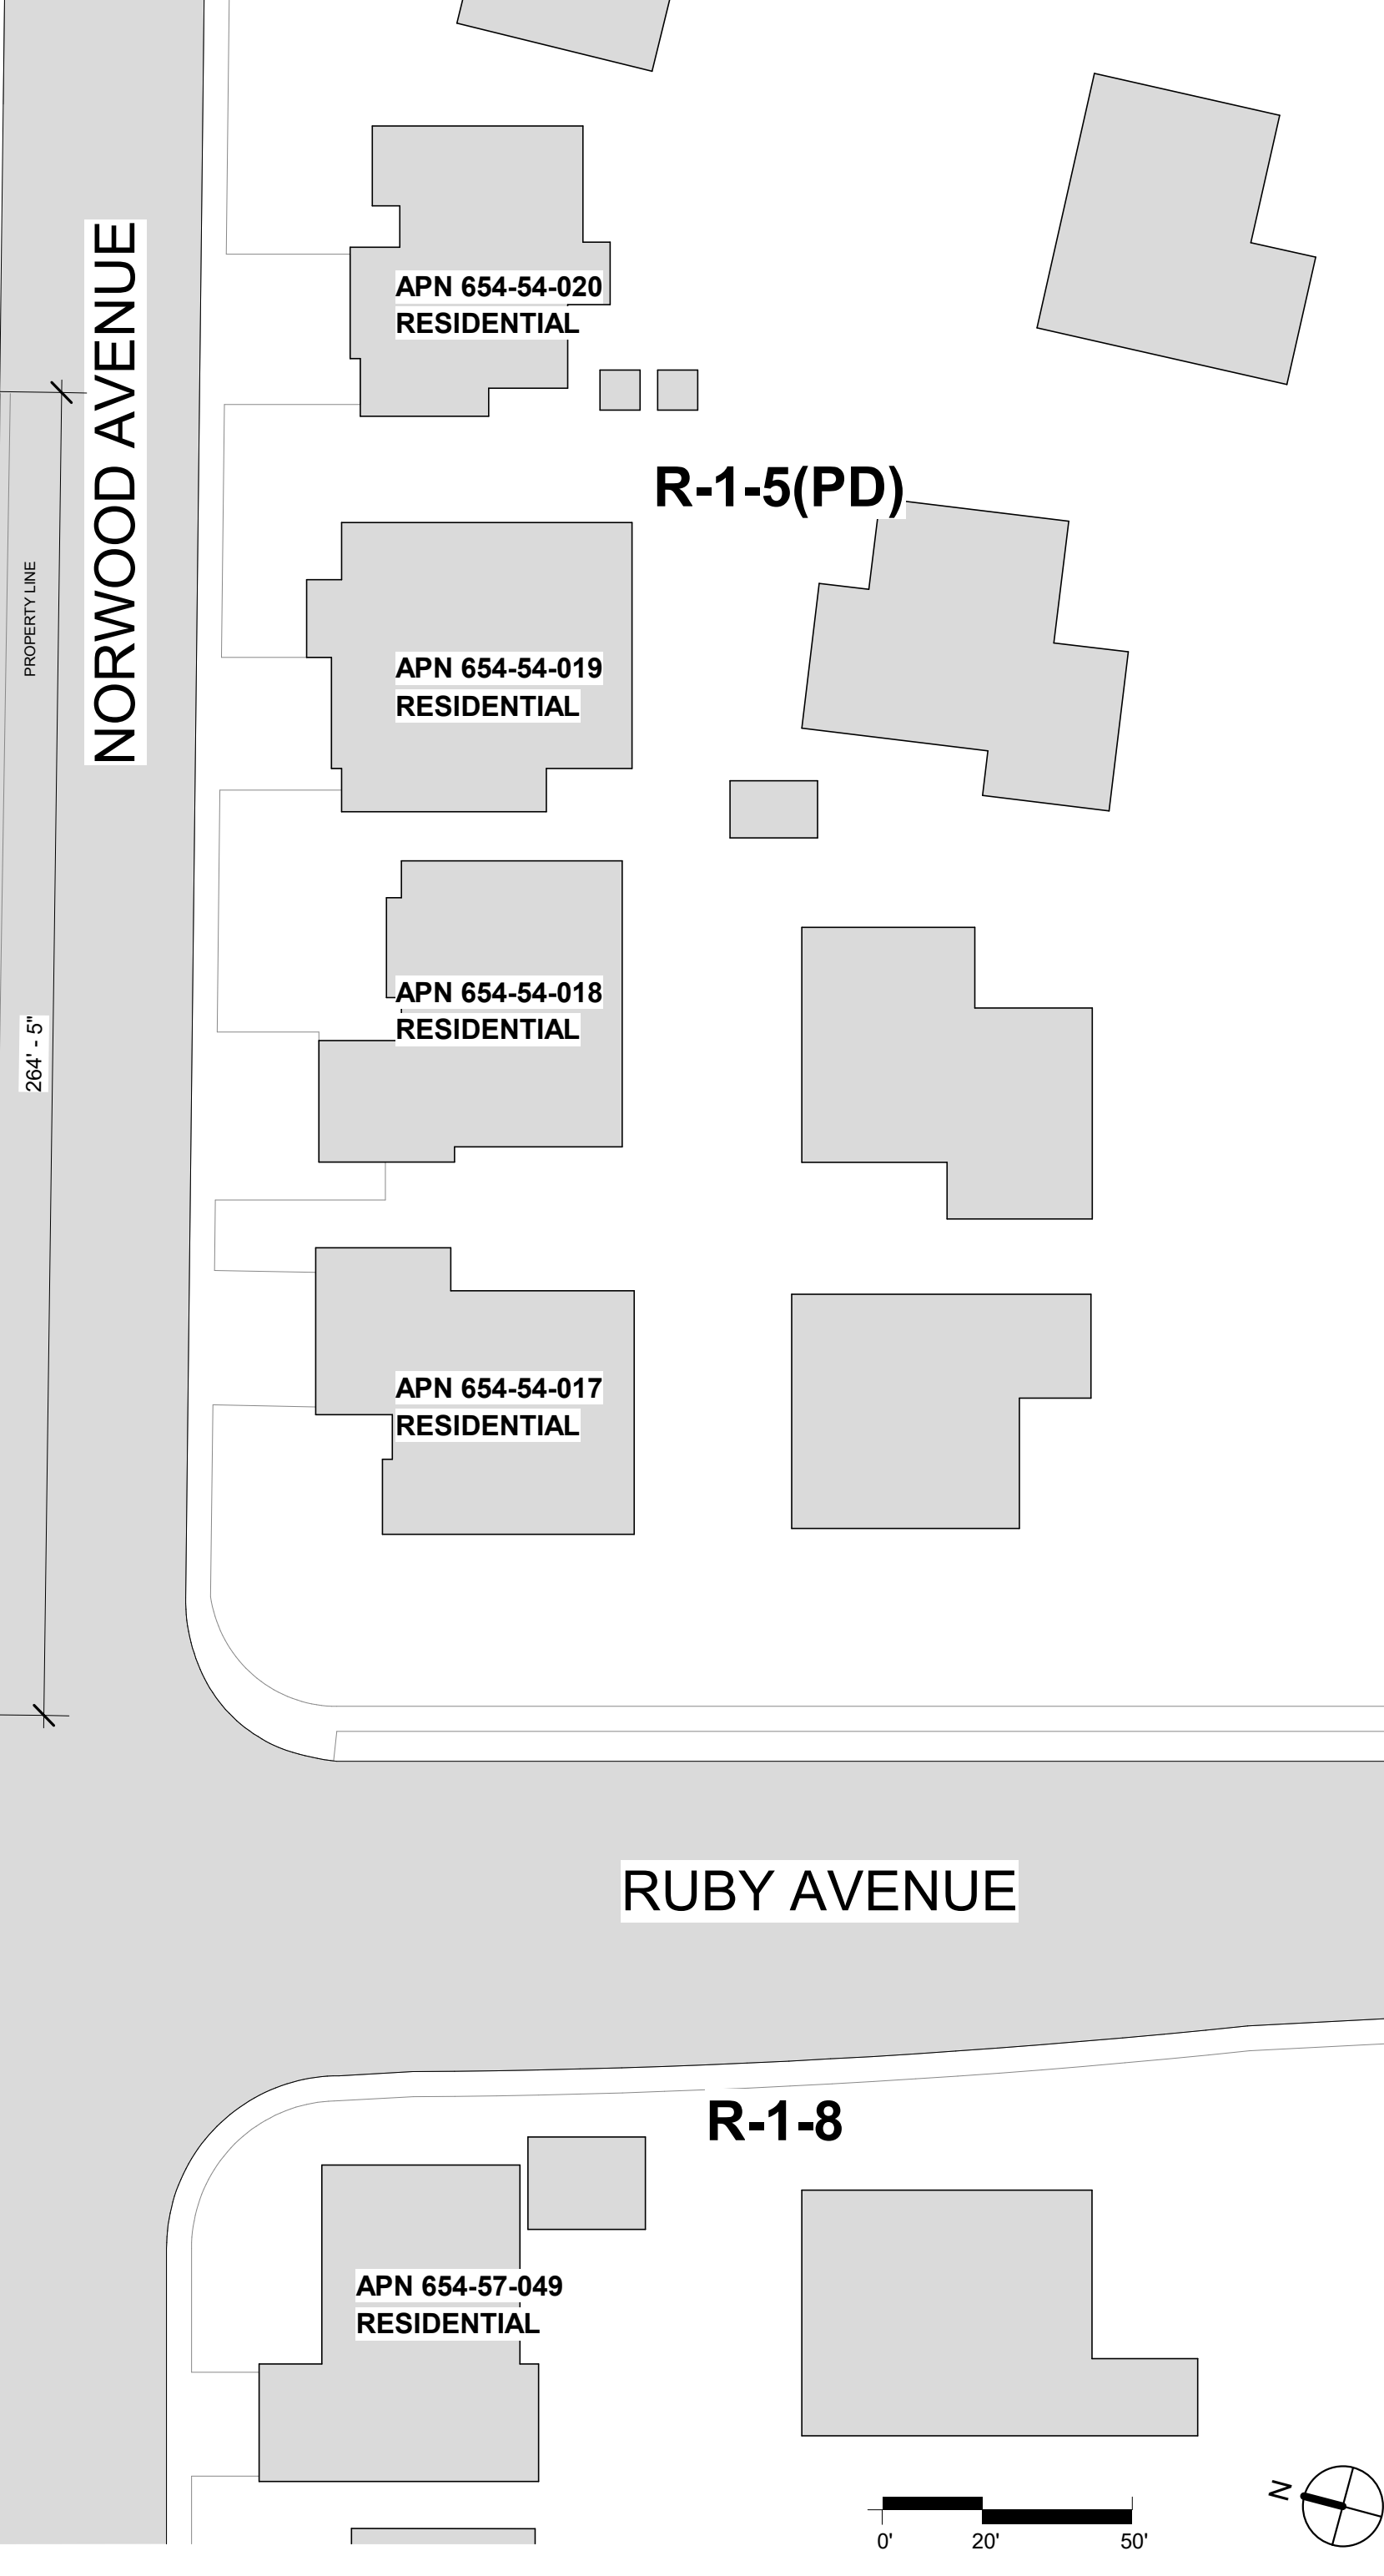 NORWOOD AVENUE
APN 654-54-020
RESIDENTIAL
R-1-5(PD)
PROPERTY LINE
APN 654-54-019
RESIDENTIAL
APN 654-54-018
RESIDENTIAL
264' - 5"
APN 654-54-017
RESIDENTIAL
RUBY AVENUE
R-1-8
APN 654-57-049
RESIDENTIAL
N
0' 20' 50'